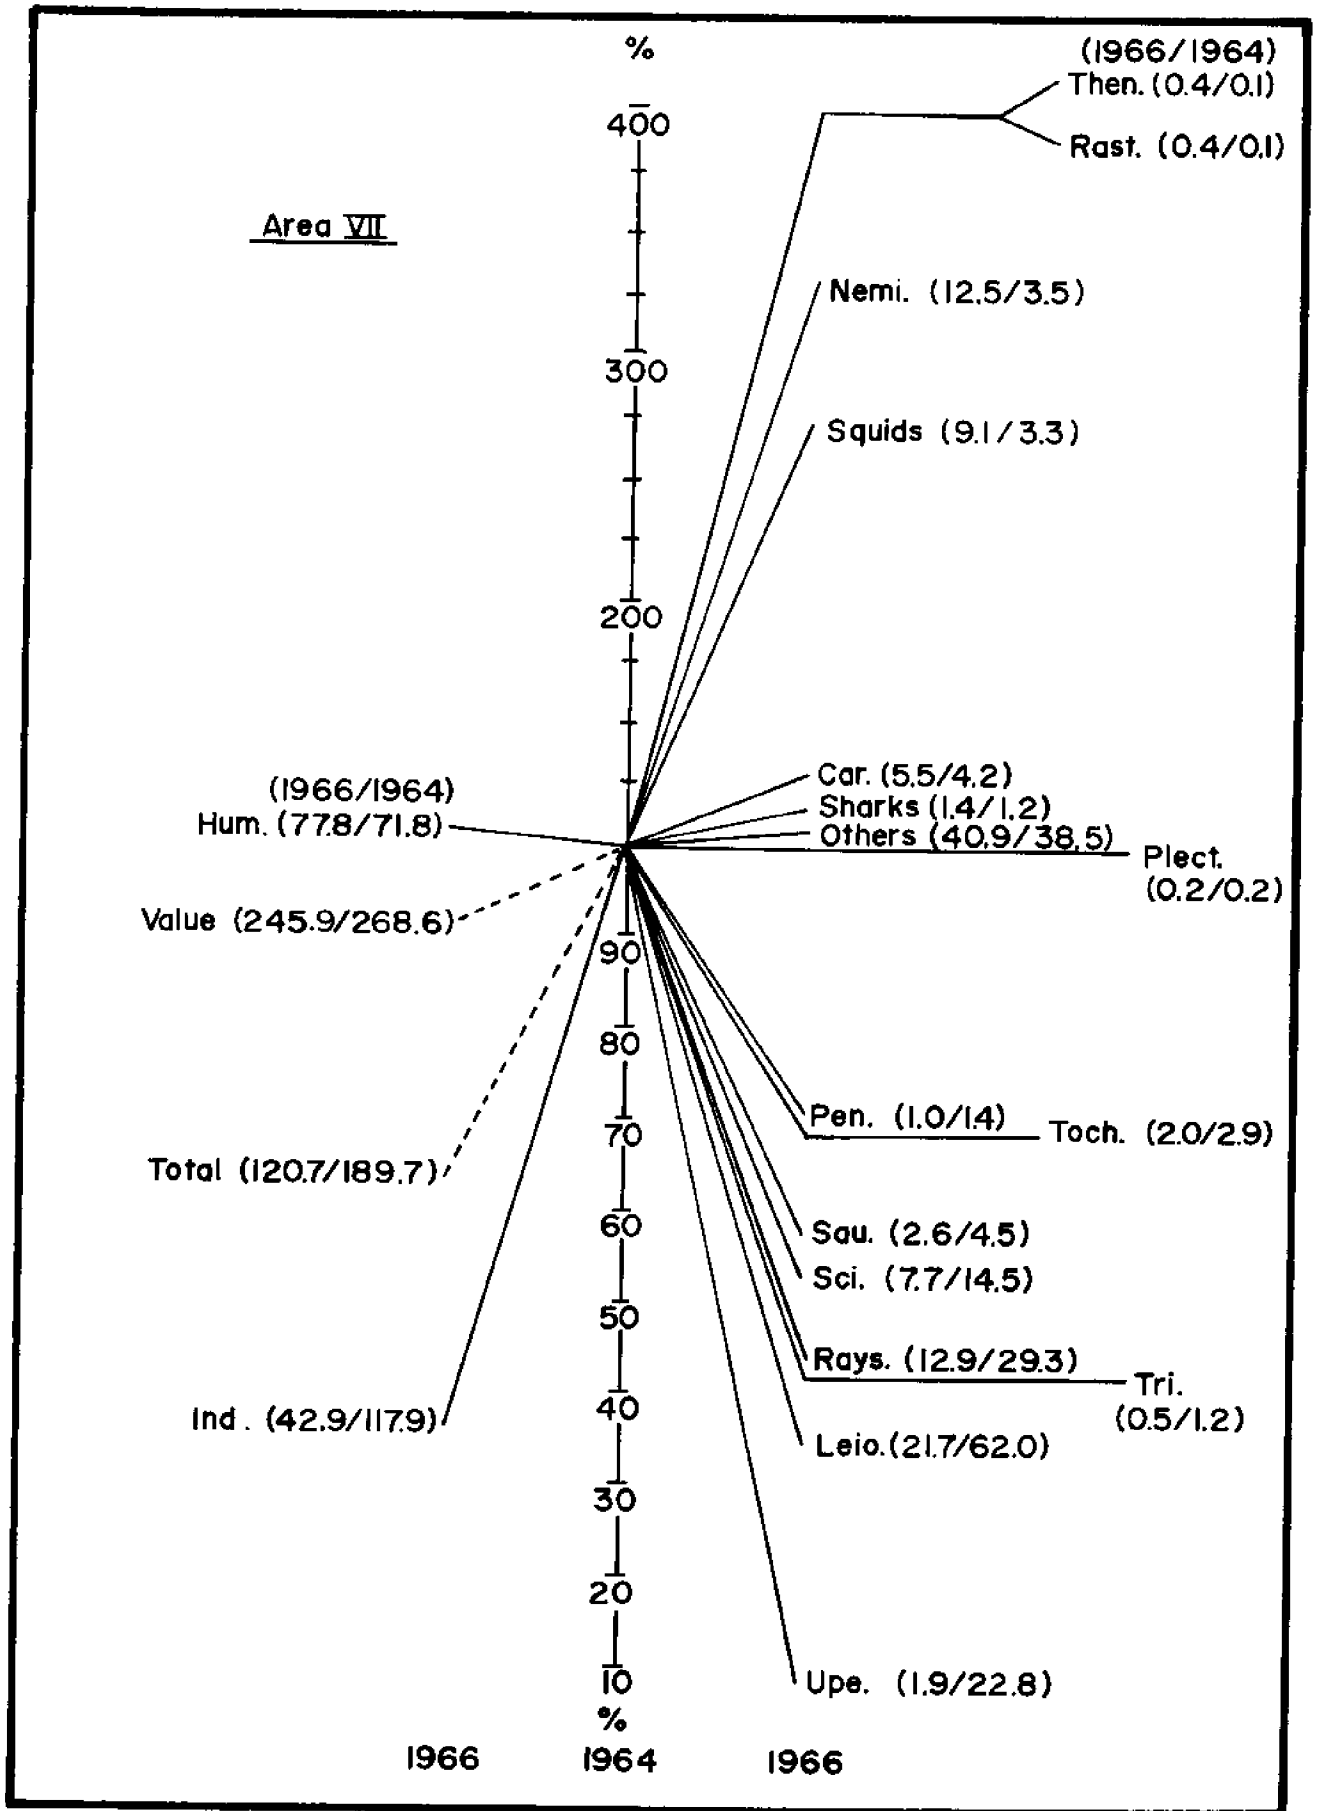 %
(1966/1964)
Then. (0.4/0.1)
400
Rast. (0.4/0.1)
Area VII
Nemi. (12.5/3.5)
300
Squids (9.1/3.3)
200
(1966/1964)
Hum. (77.8/71.8)
Car. (5.5/4.2)
Sharks (1.4/1.2)
Others (40.9/38.5)
Plect.
(0.2/0.2)
Value (245.9/268.6)
90
80
Pen. (1.0/1.4)
70
Toch. (2.0/2.9)
Total (120.7/189.7)
60
Sau. (2.6/4.5)
Sci. (7.7/14.5)
50
Rays. (12.9/29.3)
Tri.
(0.5/1.2)
40
Ind. (42.9/117.9)
Leio. (21.7/62.0)
30
20
10
Upe. (1.9/22.8)
%
1966 1964 1966